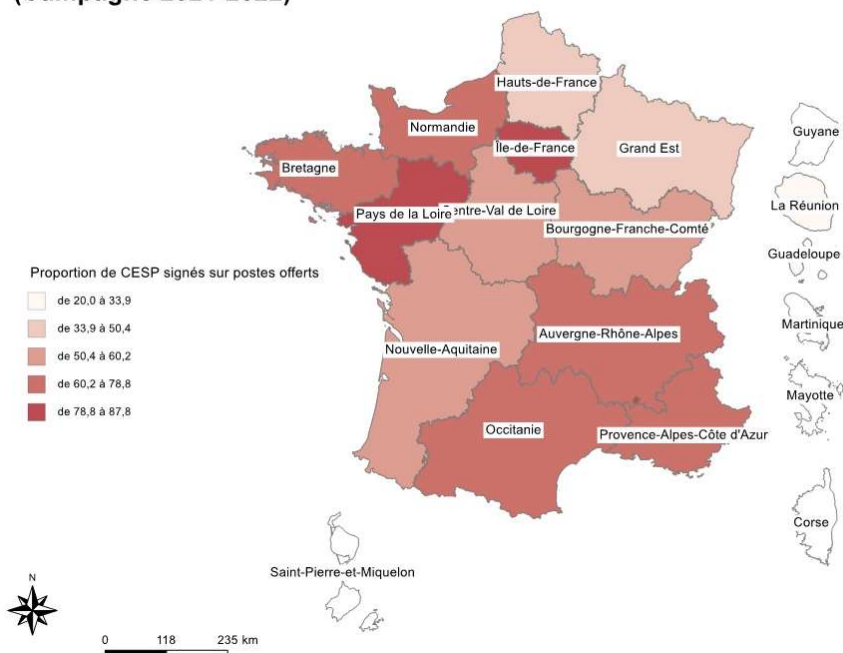 Hauts-de-France
Normandie
Île-de-France
Grand Est
Guyane
Bretagne
La Réunion
Pays de la Loire
entre-Val de Loire
Bourgogne-Franche-Comté
Guadeloupe
Proportion de CESP signés sur postes offerts
de 20,0 à 33,9
de 33,9 à 50,4
de 50,4 à 60,2
de 60,2 à 78,8
de 78,8 à 87,8
Martinique
Auvergne-Rhône-Alpes
Nouvelle-Aquitaine
Mayotte
Occitanie
Provence-Alpes-Côte d'Azur
Corse
Saint-Pierre-et-Miquelon
N
0 118 235 km